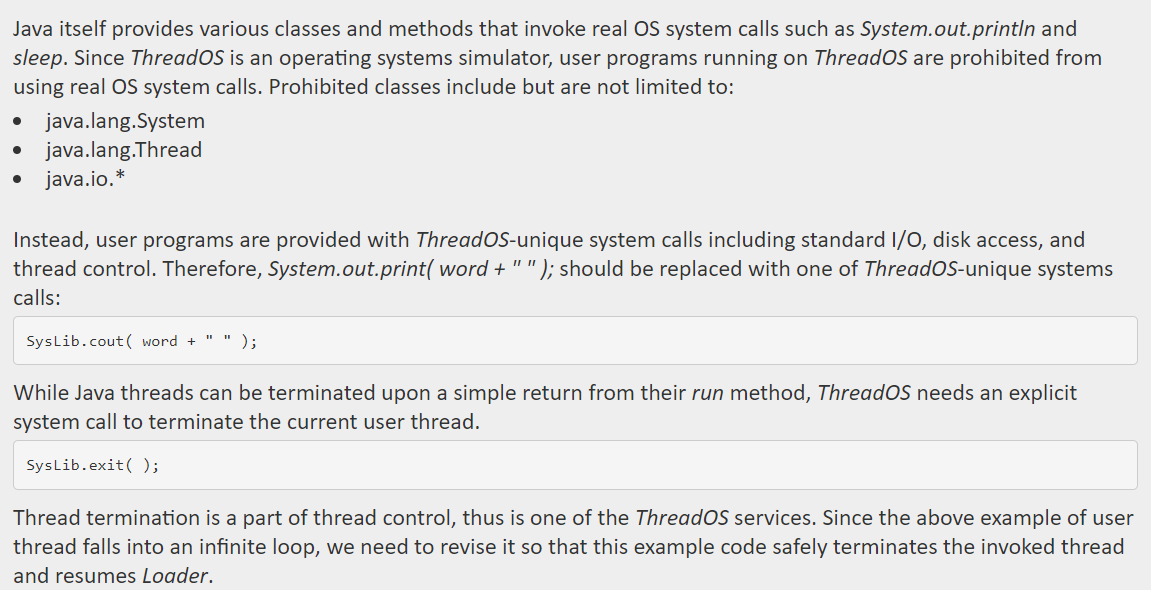 Java itself provides various classes and methods that invoke real OS system calls such as System.out.println and
sleep. Since ThreadOS is an operating systems simulator, user programs running on ThreadOS are prohibited from
using real OS system calls. Prohibited classes include but are not limited to:
• java.lang.System
• java.lang.Thread
• java.io.*
Instead, user programs are provided with ThreadOS-unique system calls including standard I/O, disk access, and
thread control. Therefore, System.out.print( word + " " ); should be replaced with one of ThreadOS-unique systems
calls:
SysLib.cout( word + " " );
While Java threads can be terminated upon a simple return from their run method, ThreadOS needs an explicit
system call to terminate the current user thread.
SysLib.exit( );
Thread termination is a part of thread control, thus is one of the ThreadOS services. Since the above example of user
thread falls into an infinite loop, we need to revise it so that this example code safely terminates the invoked thread
and resumes Loader.